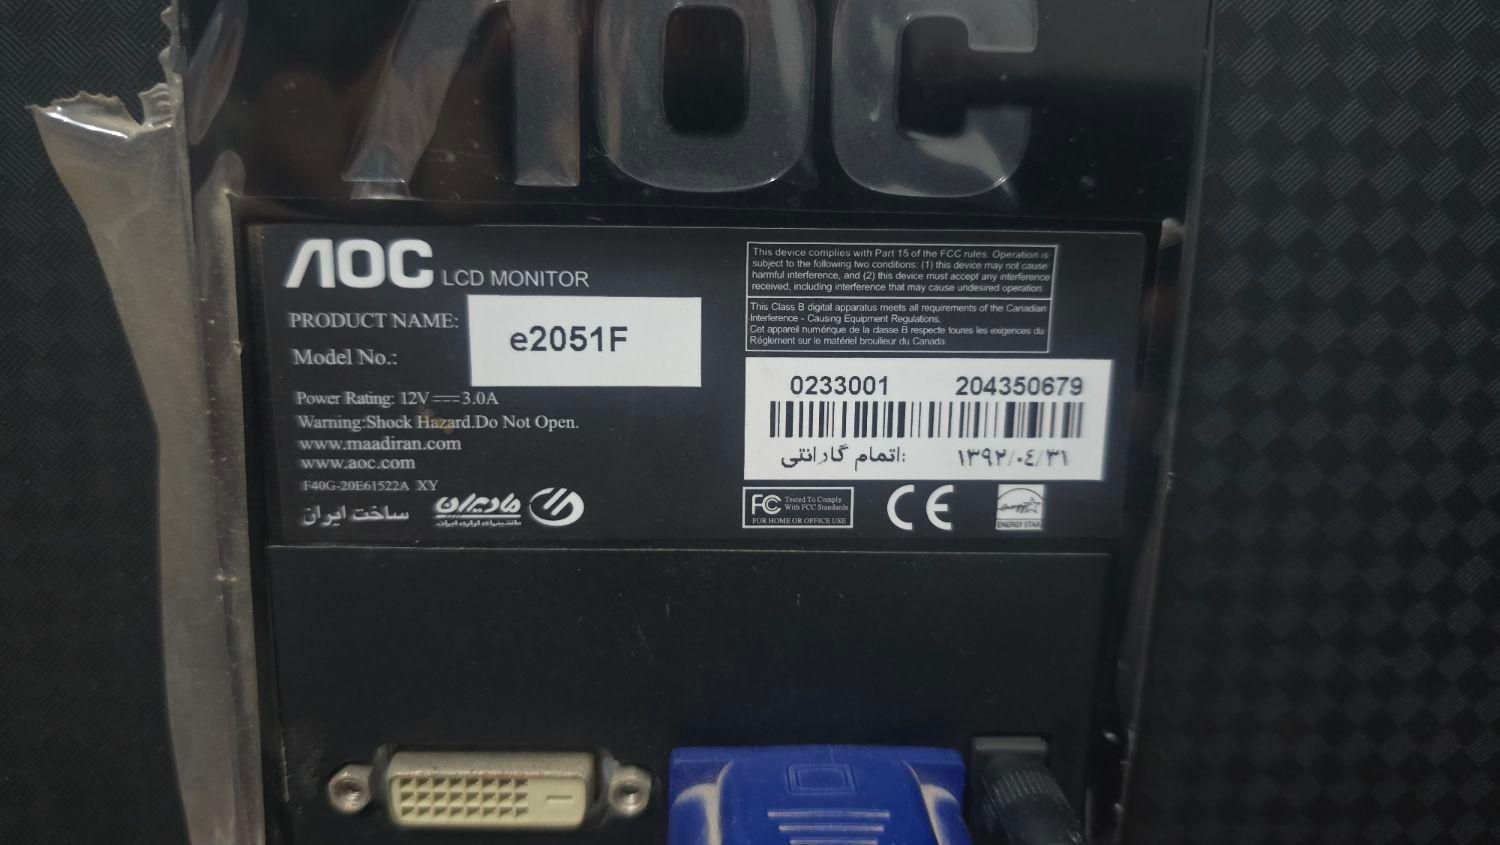 AOC
AOC LCD MONITOR
PRODUCT NAME:
e2051F
Model No.:
Power Rating: 12V⎓3.0A
Warning:Shock Hazard.Do Not Open.
www.maadiran.com
www.aoc.com
F40G-20E61522A XY
ساخت ایران
مادیران
ماشینهای اداری ایران
This device complies with Part 15 of the FCC rules. Operation is
subject to the following two conditions: (1) this device may not cause
harmful interference, and (2) this device must accept any interference
received, including interference that may cause undesired operation.
This Class B digital apparatus meets all requirements of the Canadian
Interference - Causing Equipment Regulations.
Cet appareil numérique de la classe B respecte toures les exigences du
Réglement sur le matériel brouilleur du Canada.
0233001 204350679
اتمام گارانتی: ۱۳۹۲/۰٤/۳۱
FC Tested To Comply
With FCC Standards
FOR HOME OR OFFICE USE
CE
ENERGY STAR